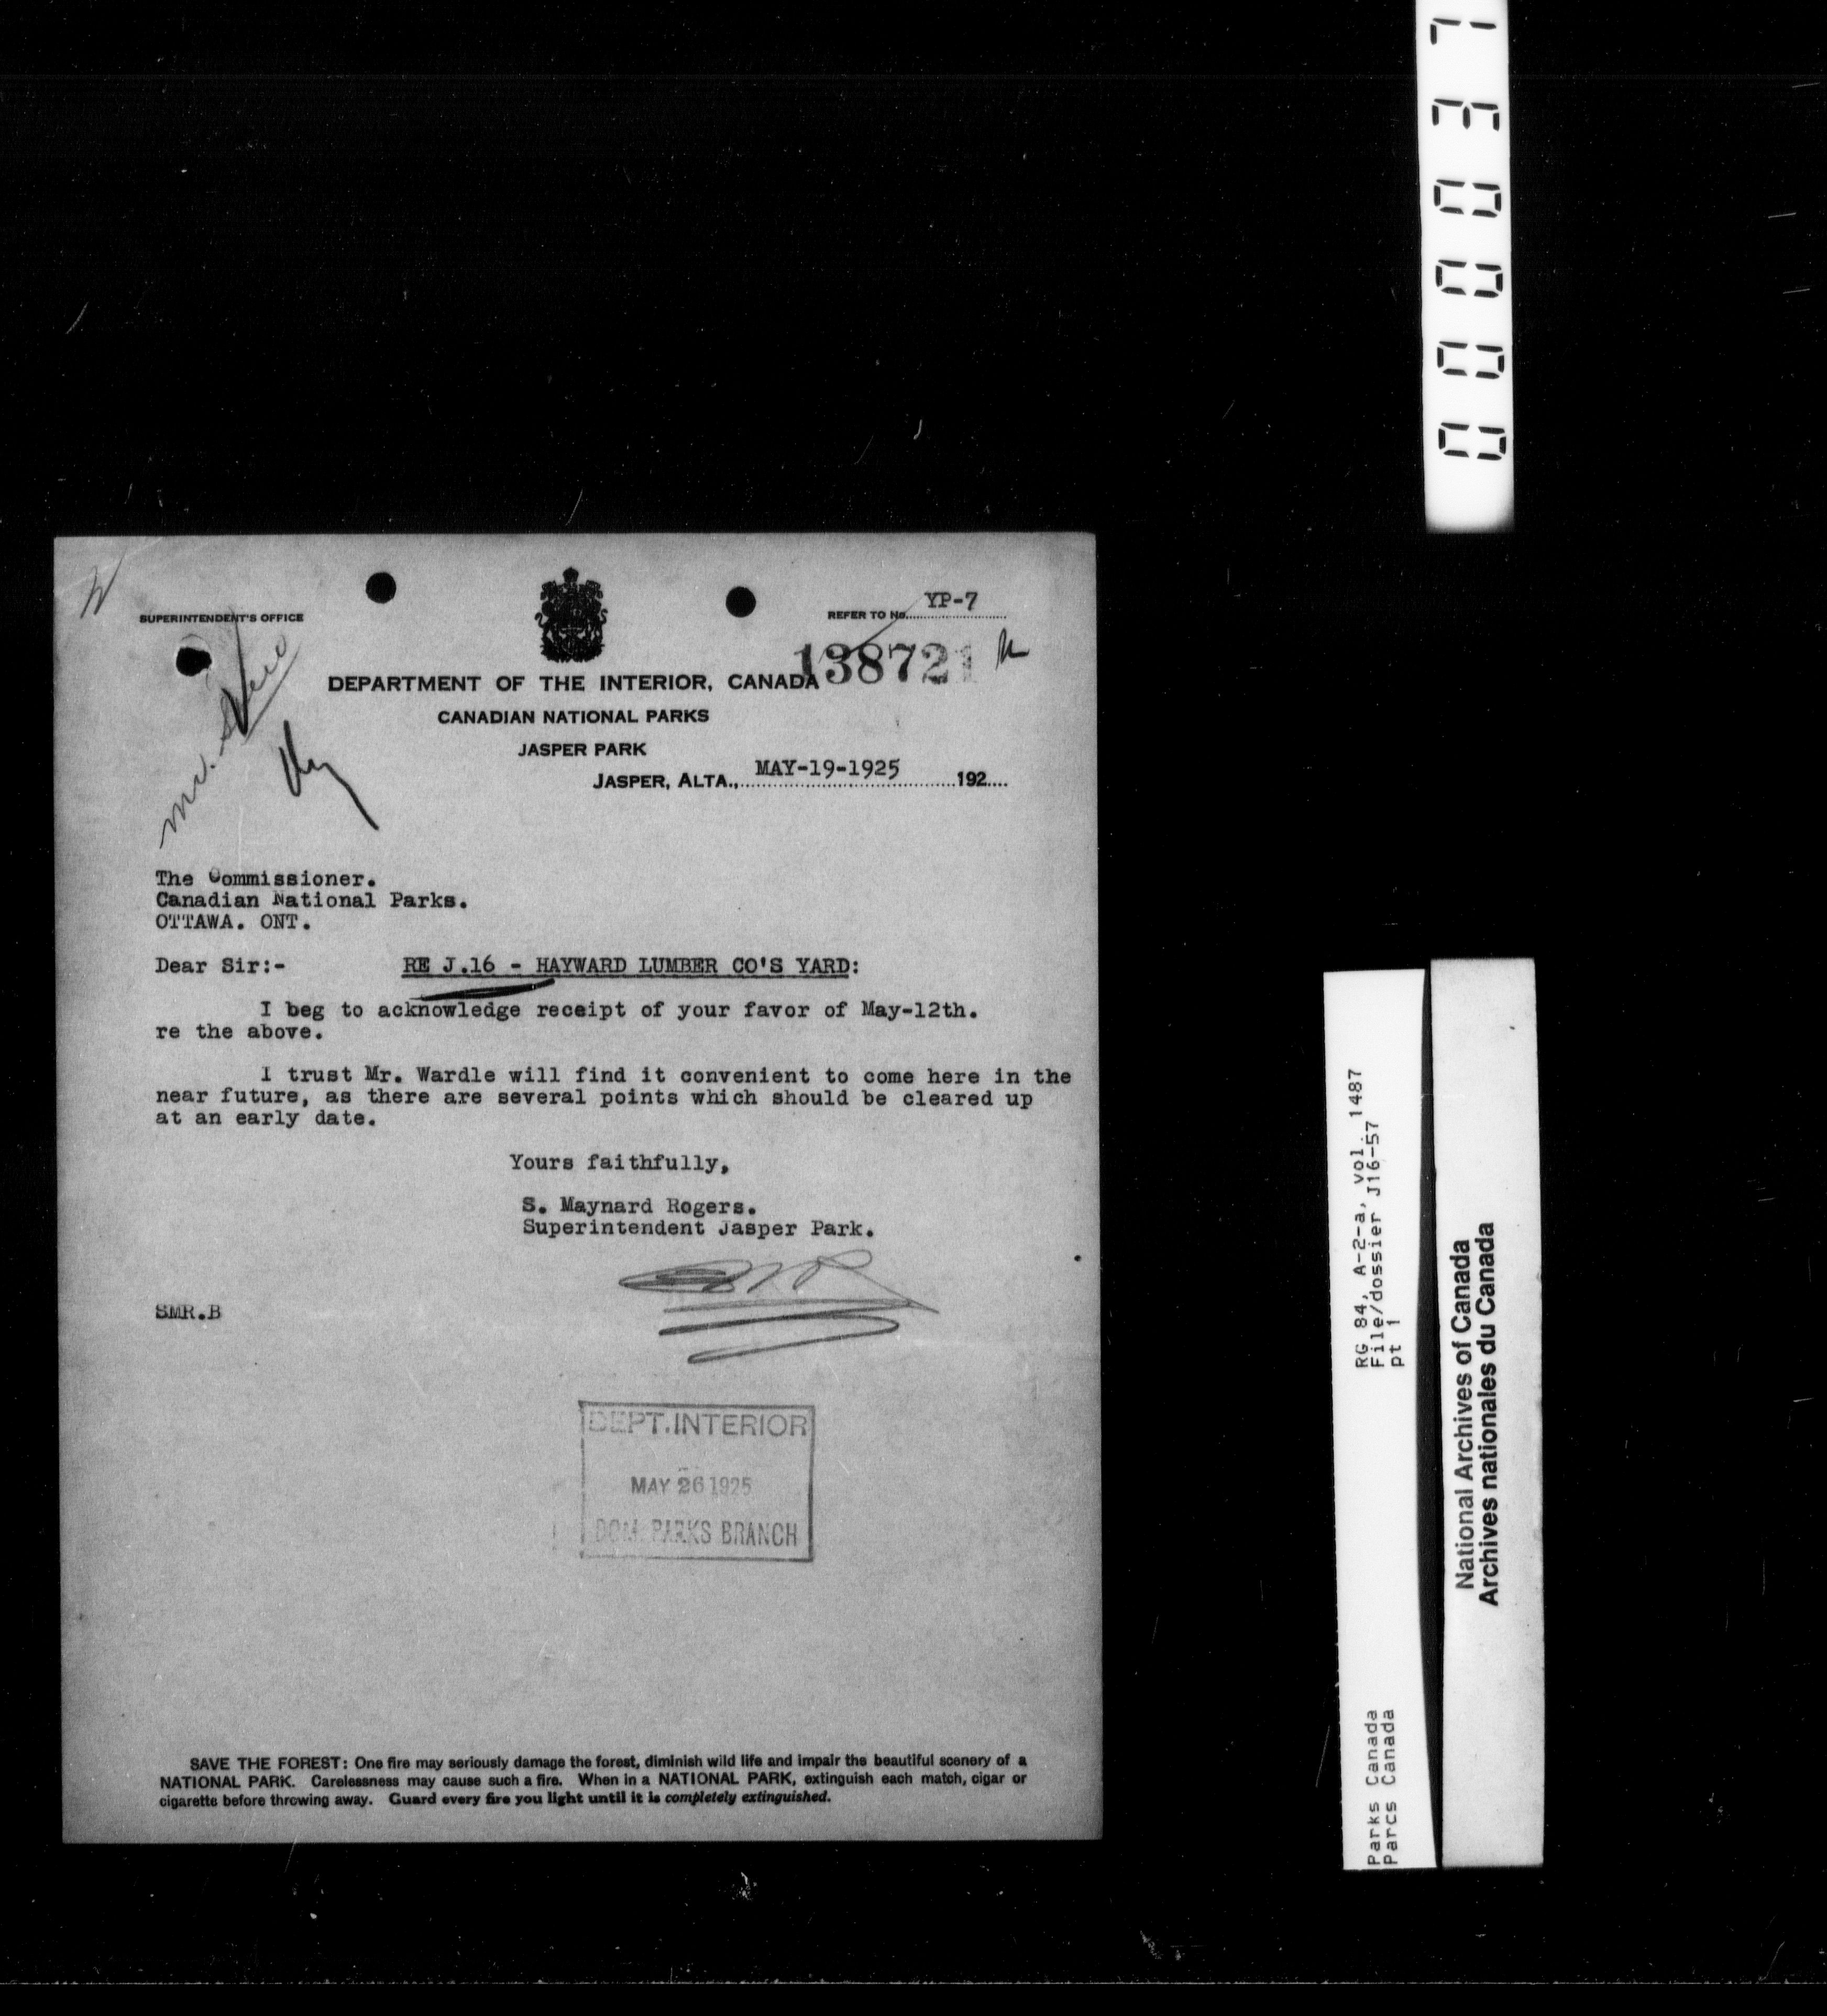 SUPERINTENDENT'S OFFICE
REFER TO No. YP-7
138721
DEPARTMENT OF THE INTERIOR, CANADA
CANADIAN NATIONAL PARKS
JASPER PARK
JASPER, ALTA., MAY-19-1925 192....
Mr.
The Commissioner.
Canadian National Parks.
OTTAWA. ONT.
Dear Sir:- RE J.16 - HAYWARD LUMBER CO'S YARD:
I beg to acknowledge receipt of your favor of May-12th.
re the above.
I trust Mr. Wardle will find it convenient to come here in the
near future, as there are several points which should be cleared up
at an early date.
Yours faithfully,
S. Maynard Rogers.
Superintendent Jasper Park.
SMR.B
DEPT. INTERIOR
MAY 26 1925
DOM. PARKS BRANCH
SAVE THE FOREST: One fire may seriously damage the forest, diminish wild life and impair the beautiful scenery of a
NATIONAL PARK. Carelessness may cause such a fire. When in a NATIONAL PARK, extinguish each match, cigar or
cigarette before throwing away. Guard every fire you light until it is completely extinguished.
000037
RG 84, A-2-a, vol. 1487
File/dossier J16-57
pt 1
Parks Canada
Parcs Canada
National Archives of Canada
Archives nationales du Canada